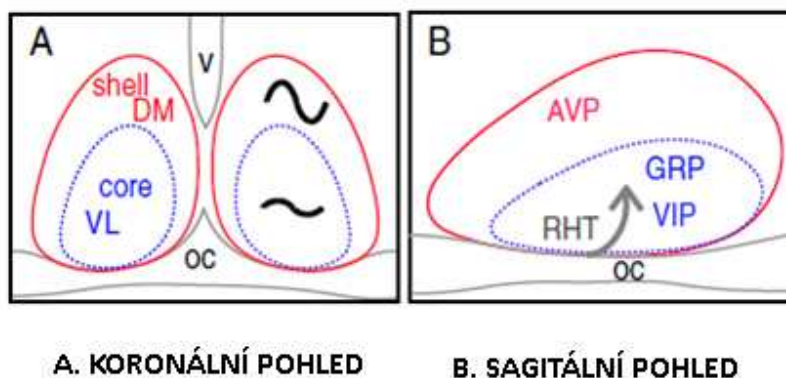 A
V
shell
DM
core
VL
OC
B
AVP
GRP
VIP
RHT
OC
A. KORONÁLNÍ POHLED
B. SAGITÁLNÍ POHLED